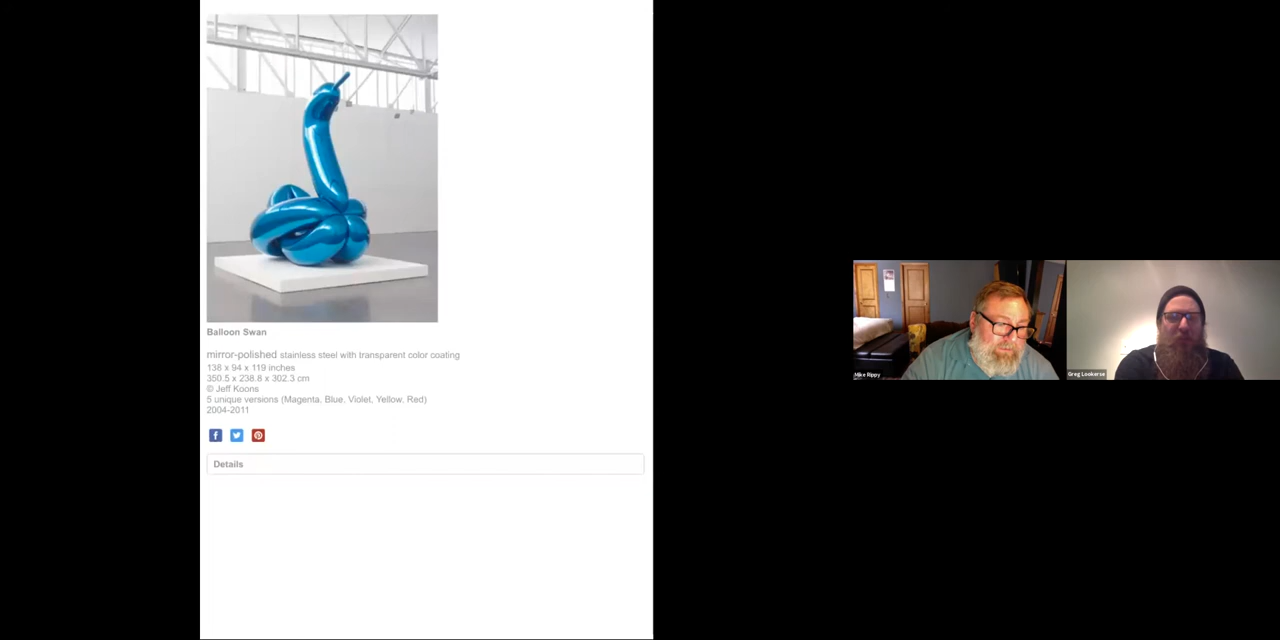 Balloon Swan
mirror-polished stainless steel with transparent color coating
138 x 94 x 119 inches
350.5 x 238.8 x 302.3 cm
© Jeff Koons
5 unique versions (Magenta, Blue, Violet, Yellow, Red)
2004-2011
Details
Mike Rippy
Greg Lookerse